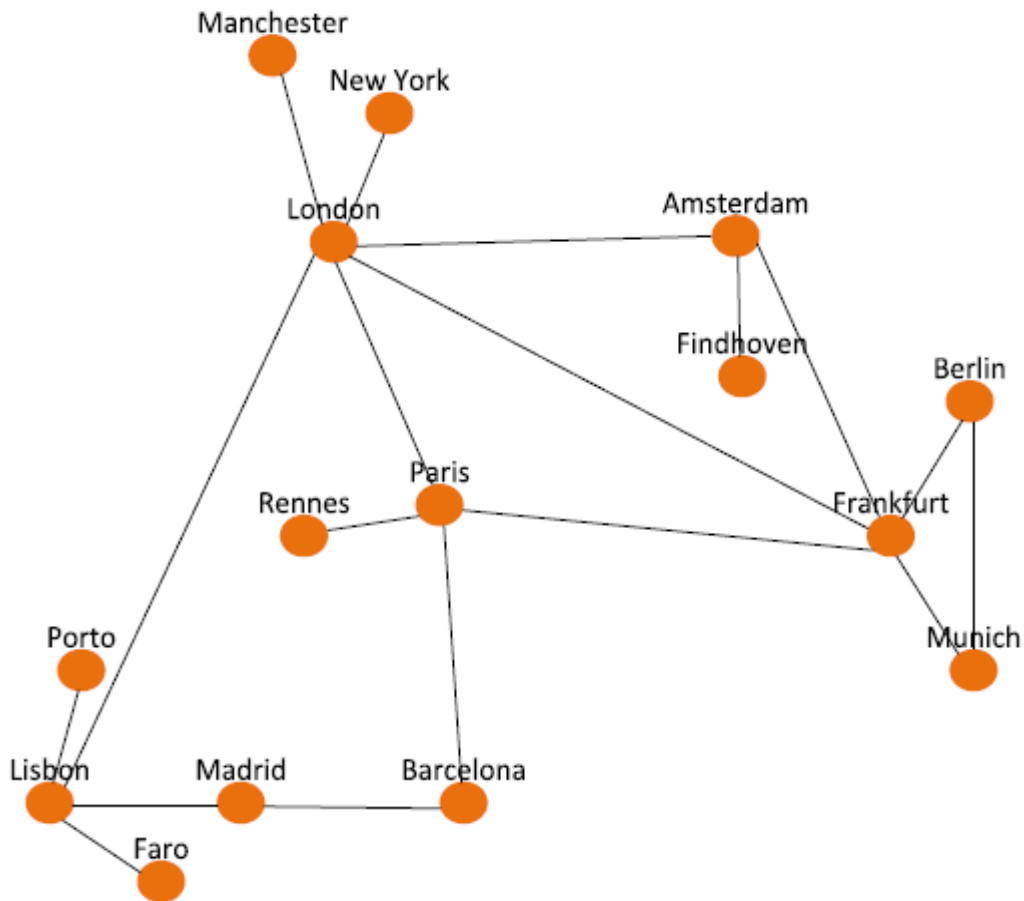 Manchester
New York
London
Amsterdam
Findhoven
Berlin
Paris
Rennes
Frankfurt
Porto
Munich
Lisbon
Madrid
Barcelona
Faro